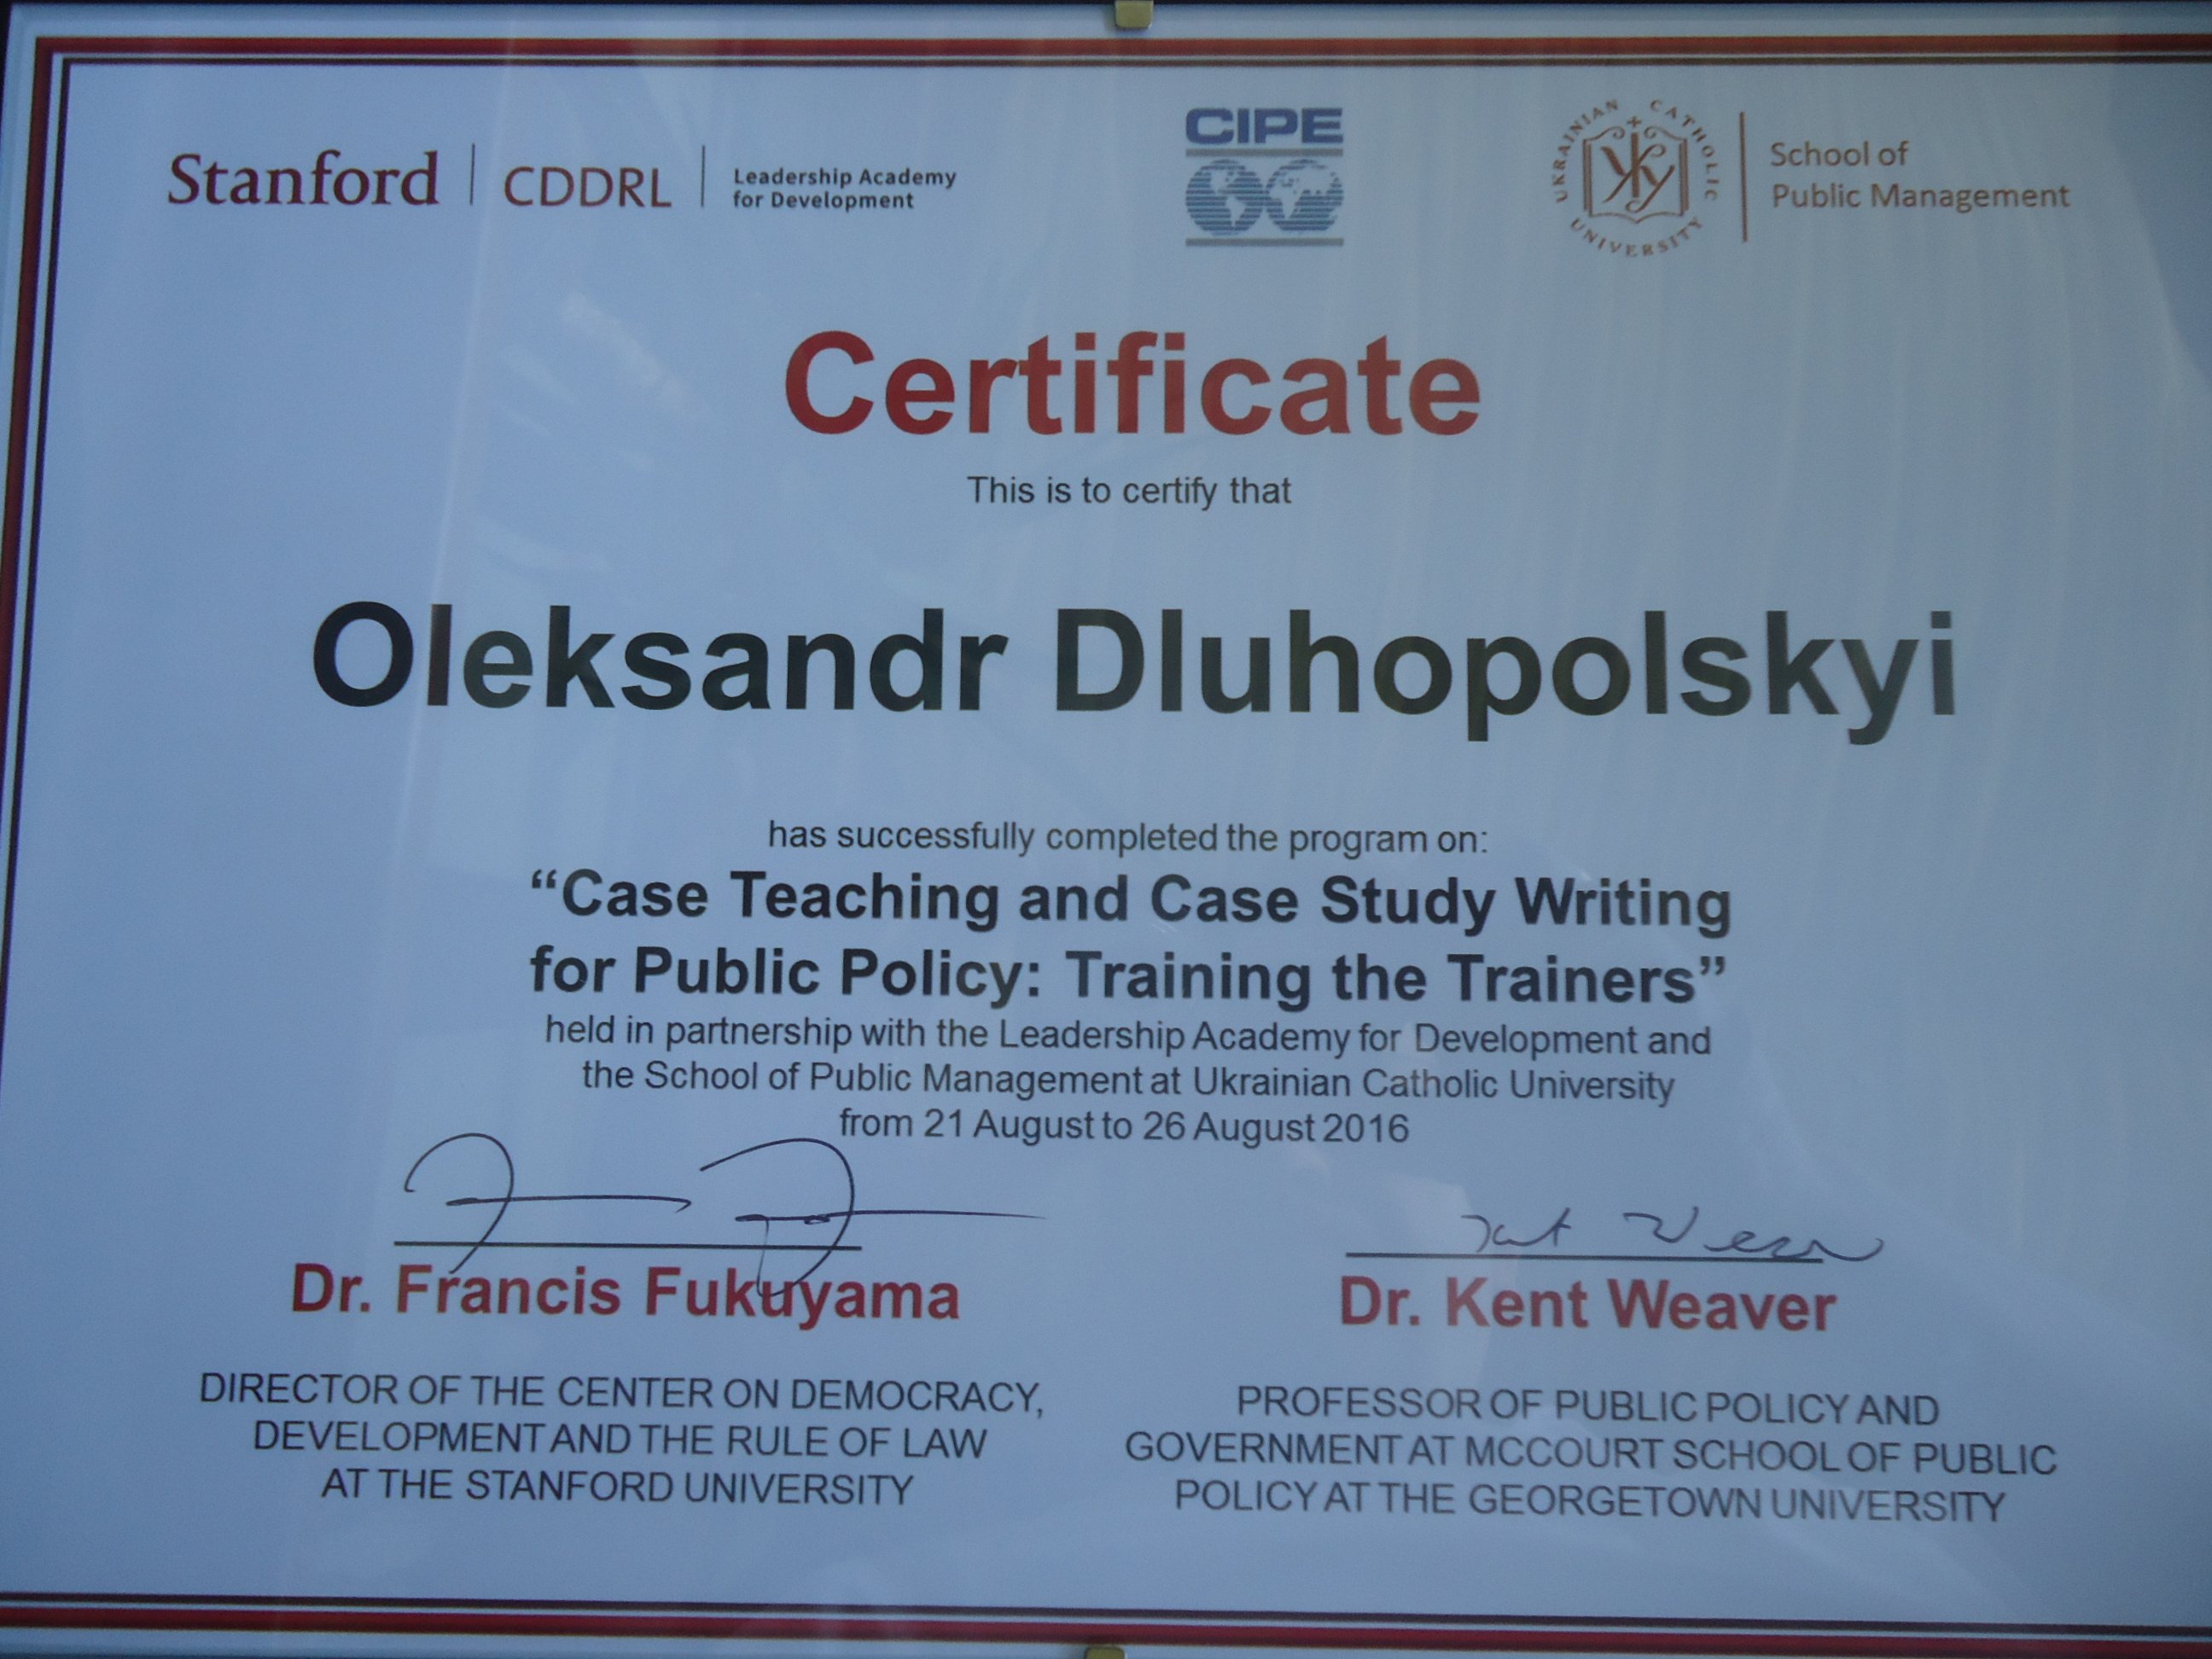 Stanford | CDDRL | Leadership Academy
for Development
CIPE
UKRAINIAN CATHOLIC UNIVERSITY
School of
Public Management
Certificate
This is to certify that
Oleksandr Dluhopolskyi
has successfully completed the program on:
“Case Teaching and Case Study Writing
for Public Policy: Training the Trainers”
held in partnership with the Leadership Academy for Development and
the School of Public Management at Ukrainian Catholic University
from 21 August to 26 August 2016
Kent Weaver
Dr. Francis Fukuyama
DIRECTOR OF THE CENTER ON DEMOCRACY,
DEVELOPMENT AND THE RULE OF LAW
AT THE STANFORD UNIVERSITY
Dr. Kent Weaver
PROFESSOR OF PUBLIC POLICY AND
GOVERNMENT AT MCCOURT SCHOOL OF PUBLIC
POLICY AT THE GEORGETOWN UNIVERSITY